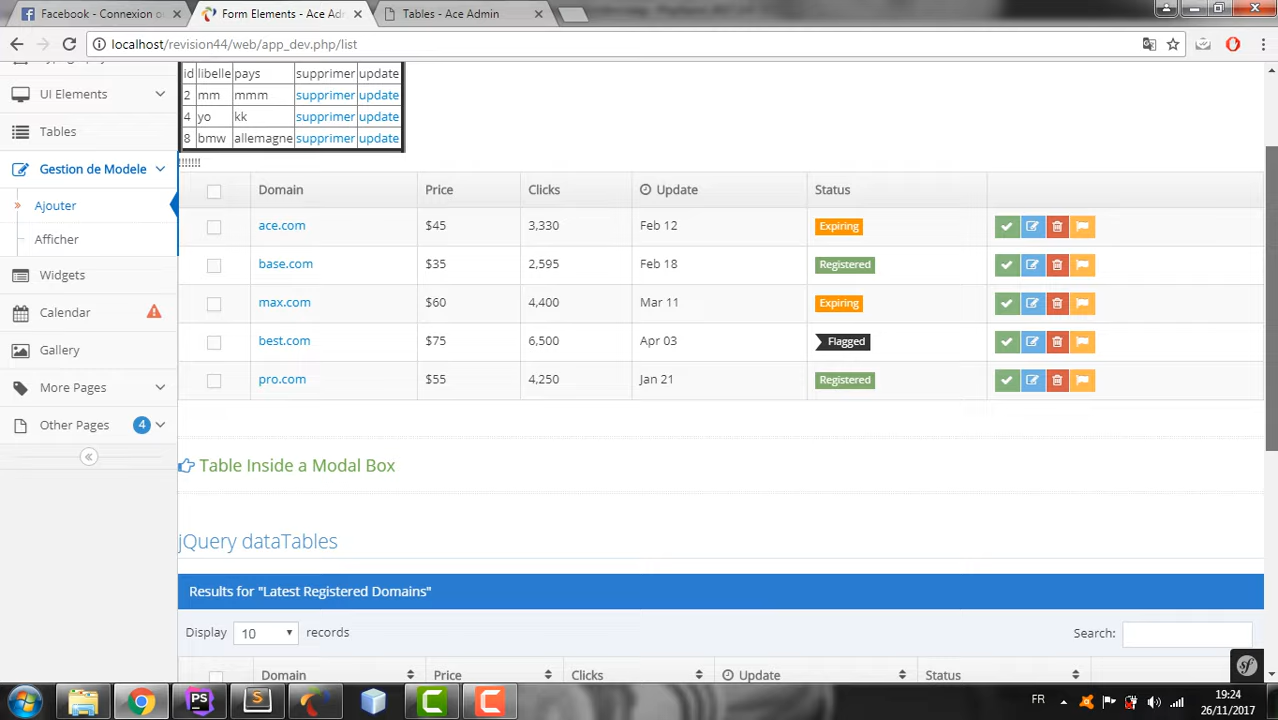 Facebook - Connexion ou
Form Elements - Ace Adm
Tables - Ace Admin
localhost/revision44/web/app_dev.php/list
UI Elements
Tables
Gestion de Modele
Ajouter
Afficher
Widgets
Calendar
Gallery
More Pages
Other Pages 4
id libelle pays supprimer update
2 mm mmm supprimer update
4 yo kk supprimer update
8 bmw allemagne supprimer update
!!!!!!!
Domain Price Clicks Update Status
ace.com $45 3,330 Feb 12 Expiring
base.com $35 2,595 Feb 18 Registered
max.com $60 4,400 Mar 11 Expiring
best.com $75 6,500 Apr 03 Flagged
pro.com $55 4,250 Jan 21 Registered
Table Inside a Modal Box
jQuery dataTables
Results for "Latest Registered Domains"
Display 10 records Search:
Domain Price Clicks Update Status
sf
PS S C C
FR 19:24
26/11/2017